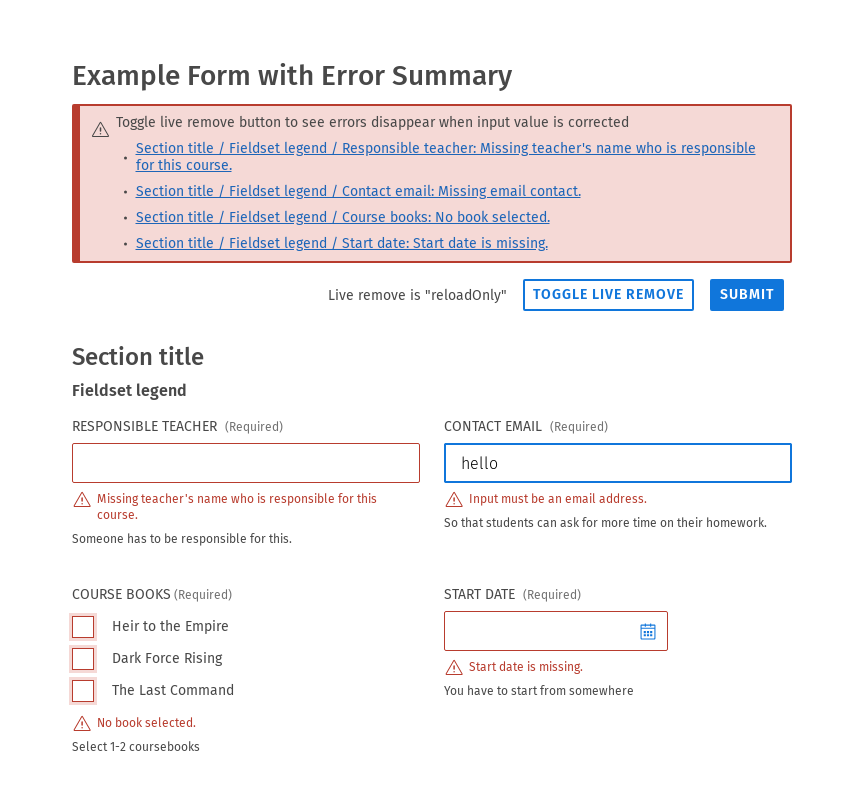 Example Form with Error Summary
Toggle live remove button to see errors disappear when input value is corrected
• Section title / Fieldset legend / Responsible teacher: Missing teacher's name who is responsible
for this course.
• Section title / Fieldset legend / Contact email: Missing email contact.
• Section title / Fieldset legend / Course books: No book selected.
• Section title / Fieldset legend / Start date: Start date is missing.
Live remove is "reloadOnly" TOGGLE LIVE REMOVE SUBMIT
Section title
Fieldset legend
RESPONSIBLE TEACHER (Required)
Missing teacher's name who is responsible for this
course.
Someone has to be responsible for this.
CONTACT EMAIL (Required)
hello
Input must be an email address.
So that students can ask for more time on their homework.
COURSE BOOKS (Required)
Heir to the Empire
Dark Force Rising
The Last Command
No book selected.
Select 1-2 coursebooks
START DATE (Required)
Start date is missing.
You have to start from somewhere